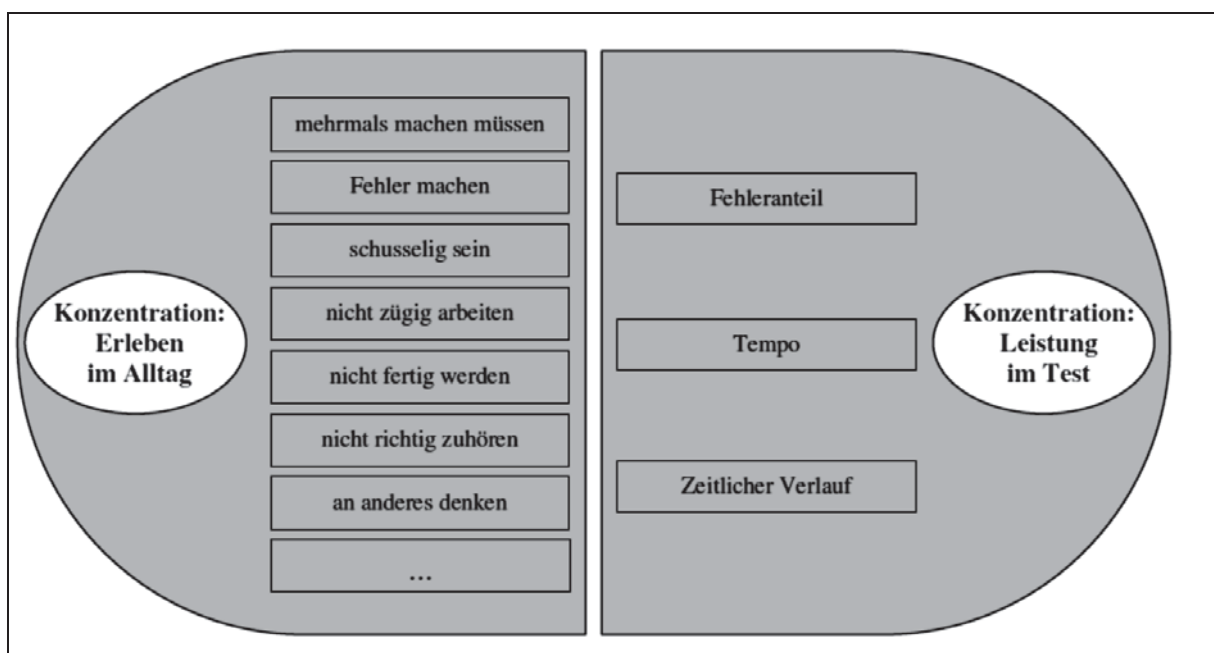 mehrmals machen müssen
Fehler machen
schusselig sein
nicht zügig arbeiten
nicht fertig werden
nicht richtig zuhören
an anderes denken
...
Konzentration:
Erleben
im Alltag
Fehleranteil
Tempo
Zeitlicher Verlauf
Konzentration:
Leistung
im Test